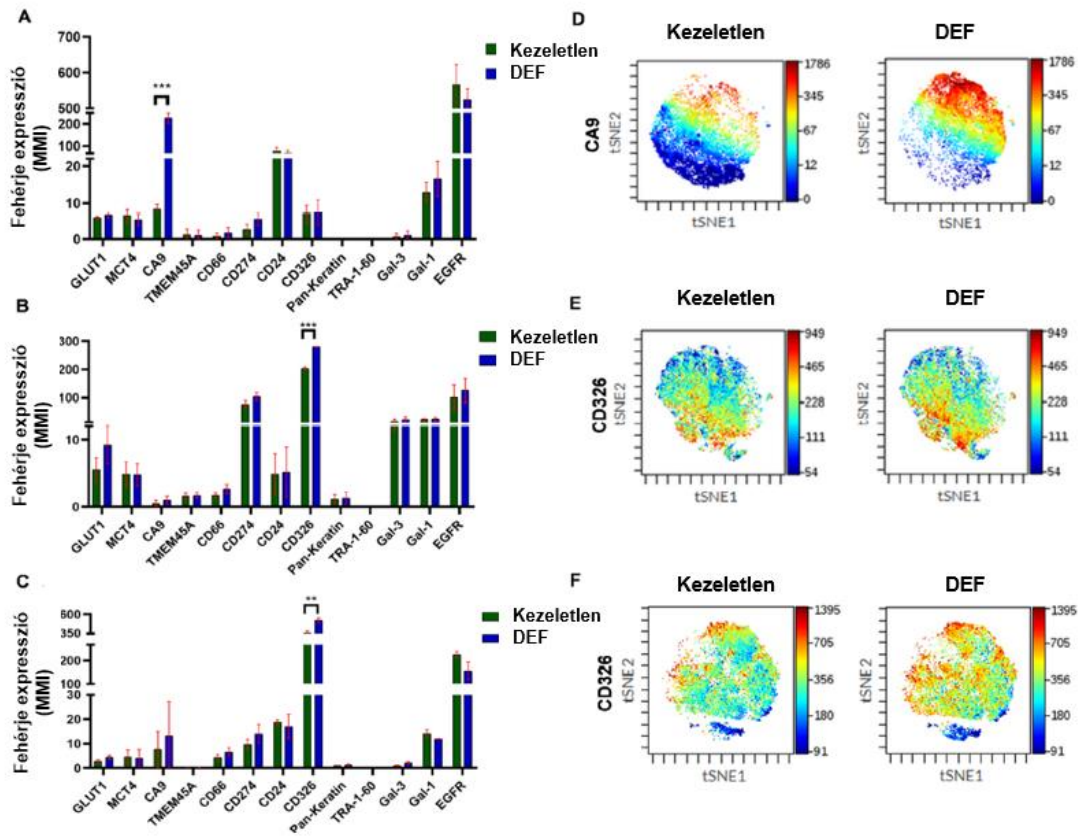 A
Fehérje expresszió
(MMI)
700
600
500
200
100
20
10
0
***
Kezeletlen
DEF
GLUT1
MCT4
CA9
TMEM45A
CD66
CD274
CD24
CD326
Pan-Keratin
TRA-1-60
Gal-3
Gal-1
EGFR
D
Kezeletlen
DEF
CA9
tSNE2
tSNE1
1786
345
67
12
0
tSNE2
tSNE1
1786
345
67
12
0
B
Fehérje expresszió
(MMI)
300
200
100
10
0
***
Kezeletlen
DEF
GLUT1
MCT4
CA9
TMEM45A
CD66
CD274
CD24
CD326
Pan-Keratin
TRA-1-60
Gal-3
Gal-1
EGFR
E
Kezeletlen
DEF
CD326
tSNE2
tSNE1
949
465
228
111
54
tSNE2
tSNE1
949
465
228
111
54
C
Fehérje expresszió
(MMI)
600
350
200
100
30
20
10
0
**
Kezeletlen
DEF
GLUT1
MCT4
CA9
TMEM45A
CD66
CD274
CD24
CD326
Pan-Keratin
TRA-1-60
Gal-3
Gal-1
EGFR
F
Kezeletlen
DEF
CD326
tSNE2
tSNE1
1395
705
356
180
91
tSNE2
tSNE1
1395
705
356
180
91